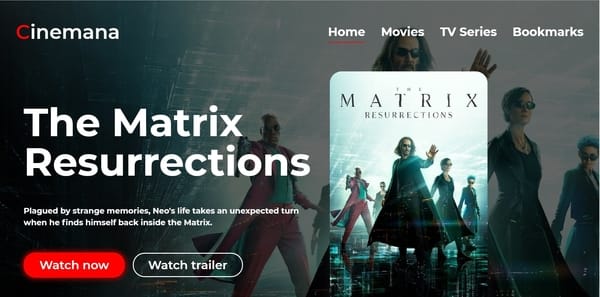 Cinemana
Home Movies TV Series Bookmarks
The Matrix
Resurrections
Plagued by strange memories, Neo's life takes an unexpected turn
when he finds himself back inside the Matrix.
Watch now Watch trailer
THE
MATRIX
RESURRECTIONS